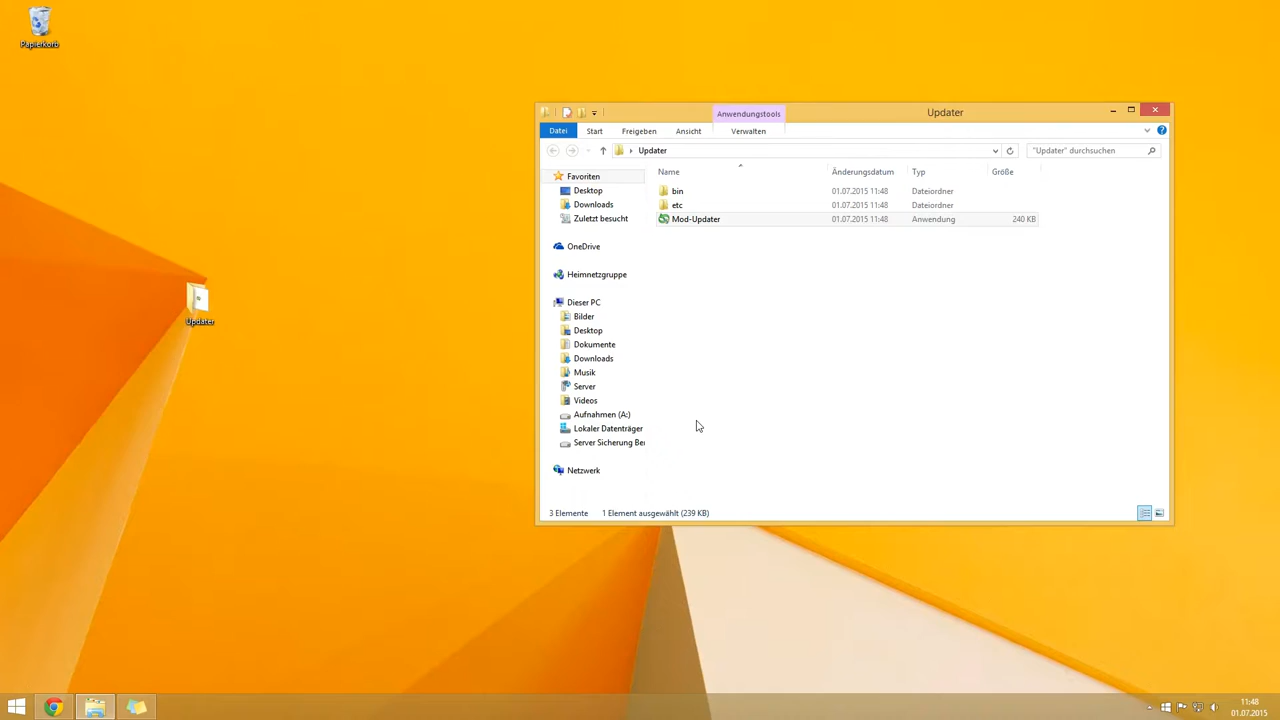 Papierkorb
Updater
Anwendungstools
Updater
Datei Start Freigeben Ansicht Verwalten
Updater
"Updater" durchsuchen
Name Änderungsdatum Typ Größe
bin 01.07.2015 11:48 Dateiordner
etc 01.07.2015 11:48 Dateiordner
Mod-Updater 01.07.2015 11:48 Anwendung 240 KB
Favoriten
Desktop
Downloads
Zuletzt besucht
OneDrive
Heimnetzgruppe
Dieser PC
Bilder
Desktop
Dokumente
Downloads
Musik
Server
Videos
Aufnahmen (A:)
Lokaler Datenträger
Server Sicherung Ber
Netzwerk
3 Elemente 1 Element ausgewählt (239 KB)
11:48
01.07.2015